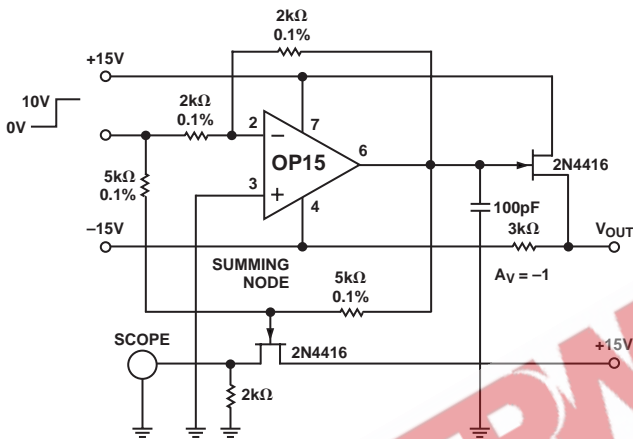 2kΩ
0.1%
+15V
10V
0V
2kΩ
0.1%
2
7
OP15
6
3
4
2N4416
5kΩ
0.1%
100pF
3kΩ
–15V
VOUT
SUMMING
NODE
5kΩ
0.1%
AV = –1
SCOPE
2N4416
+15V
2kΩ